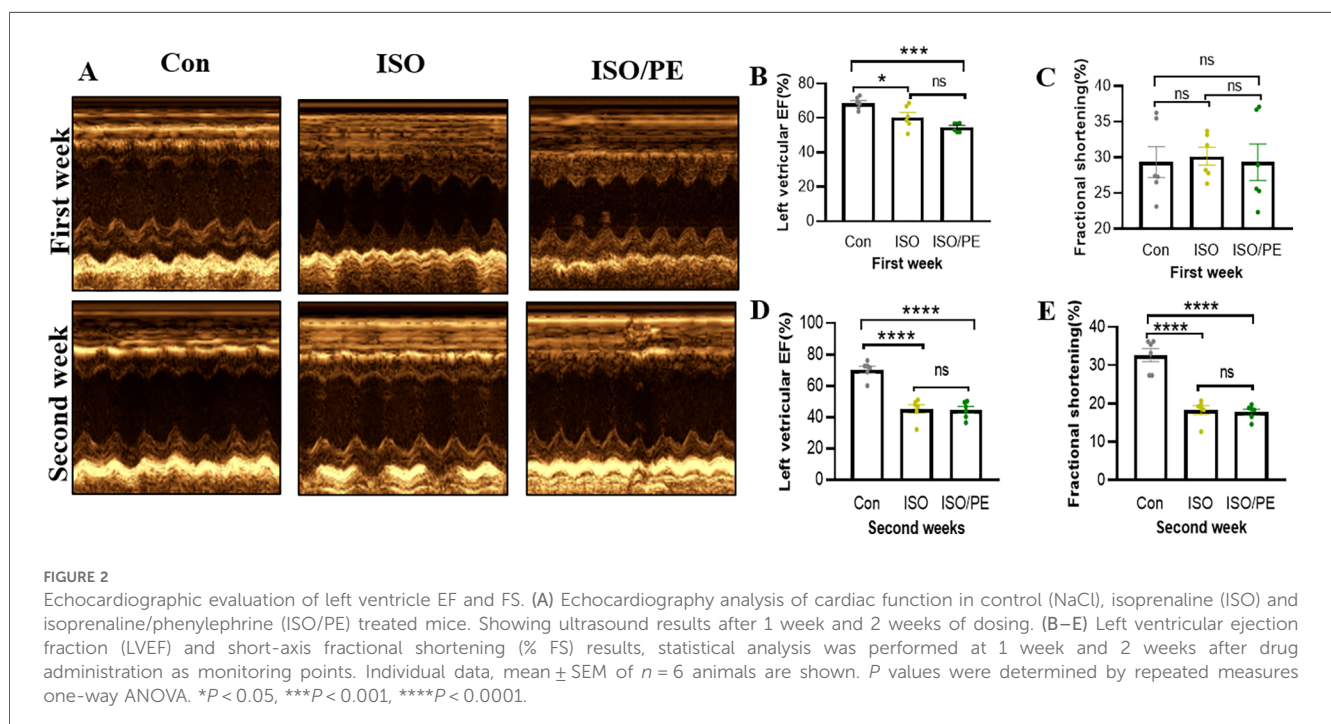 A
Con
ISO
ISO/PE
First week
Second week
B
Left vetricular EF(%)
80
60
40
20
0
***
*
ns
Con ISO ISO/PE
First week
C
Fractional shortening(%)
40
35
30
25
20
ns
ns
ns
Con ISO ISO/PE
First week
D
Left vetricular EF(%)
100
80
60
40
20
0
****
****
ns
Con ISO ISO/PE
Second weeks
E
Fractional shortening(%)
40
30
20
10
0
****
****
ns
Con ISO ISO/PE
Second week
FIGURE 2
Echocardiographic evaluation of left ventricle EF and FS. (A) Echocardiography analysis of cardiac function in control (NaCl), isoprenaline (ISO) and
isoprenaline/phenylephrine (ISO/PE) treated mice. Showing ultrasound results after 1 week and 2 weeks of dosing. (B–E) Left ventricular ejection
fraction (LVEF) and short-axis fractional shortening (% FS) results, statistical analysis was performed at 1 week and 2 weeks after drug
administration as monitoring points. Individual data, mean ± SEM of n = 6 animals are shown. P values were determined by repeated measures
one-way ANOVA. *P < 0.05, ***P < 0.001, ****P < 0.0001.